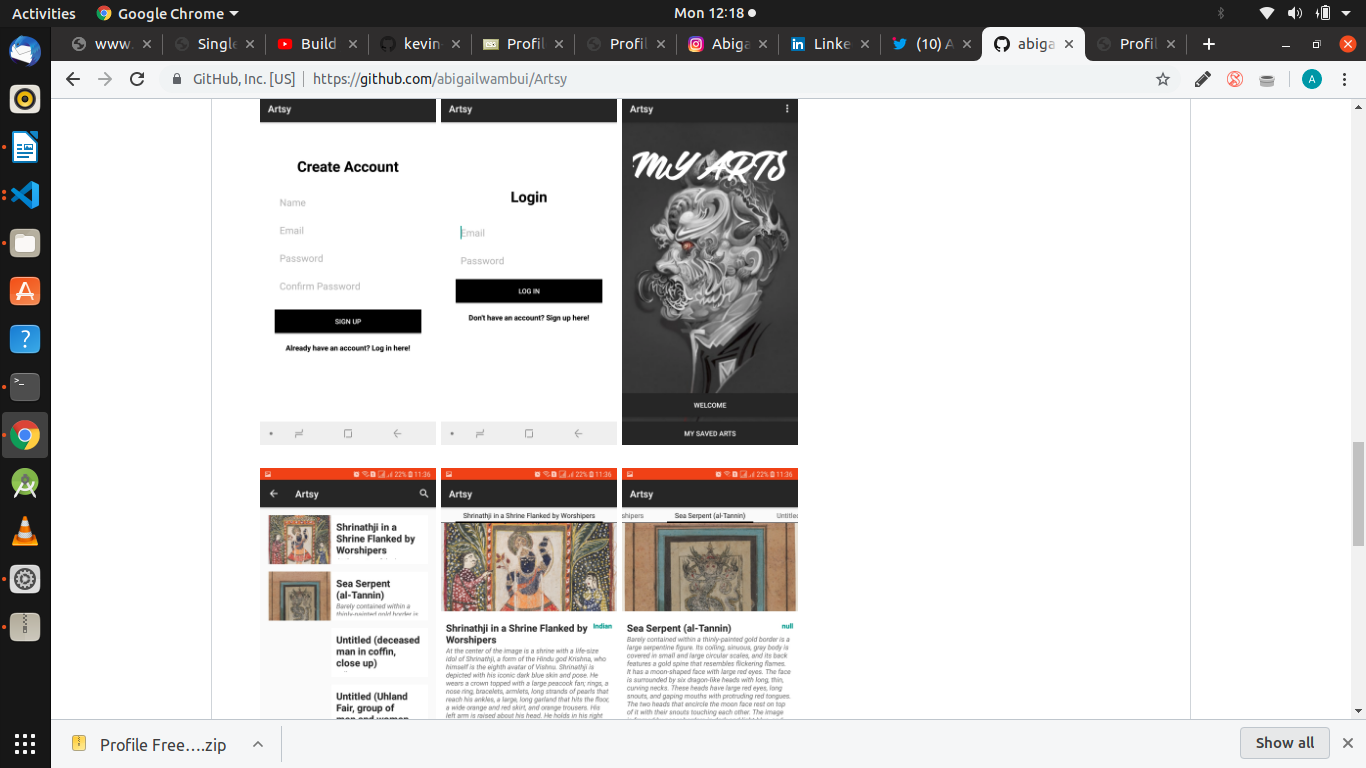 Activities
Google Chrome
Mon 12:18
www.
Single
Build
kevin-
Profil
Profil
Abiga
Linke
(10) A
abiga
Profil
GitHub, Inc. [US]
https://github.com/abigailwambui/Artsy
A
Artsy
Create Account
Name
Email
Password
Confirm Password
SIGN UP
Already have an account? Log in here!
Artsy
Login
Email
Password
LOG IN
Don't have an account? Sign up here!
Artsy
MY ARTS
WELCOME
MY SAVED ARTS
22% 11:36
Artsy
Shrinathji in a
Shrine Flanked by
Worshipers
Sea Serpent
(al-Tannin)
Barely contained within a
thinly-painted gold border is
Untitled (deceased
man in coffin,
close up)
Untitled (Uhland
Fair, group of
men and women
22% 11:36
Artsy
Shrinathji in a Shrine Flanked by Worshipers
Shrinathji in a Shrine Flanked by
Worshipers
Indian
At the center of the image is a shrine with a life-size
idol of Shrinathji, a form of the Hindu god Krishna, who
himself is the eighth avatar of Vishnu. Shrinathji is
depicted with his iconic dark blue skin and pose. He
wears a crown topped with a large peacock fan; rings, a
nose ring, bracelets, armlets, long strands of pearls that
reach his ankles, a large, long garland that hits the floor,
a wide orange and red skirt, and orange trousers. His
left arm is raised about his head. He holds in his right
22% 11:36
Artsy
shipers
Sea Serpent (al-Tannin)
Untitled
Sea Serpent (al-Tannin)
null
Barely contained within a thinly-painted gold border is a
large serpentine figure. Its coiling, sinuous, gray body is
covered in small and large circular scales, and its back
features a gold spine that resembles flickering flames.
It has a moon-shaped face with large red eyes. The face
is surrounded by six dragon-like heads with long, thin,
curving necks. These heads have large red eyes, long
snouts, and gaping mouths with protruding red tongues.
The two heads that encircle the moon face rest on top
of it with their snouts touching each other. The image
Profile Free....zip
Show all